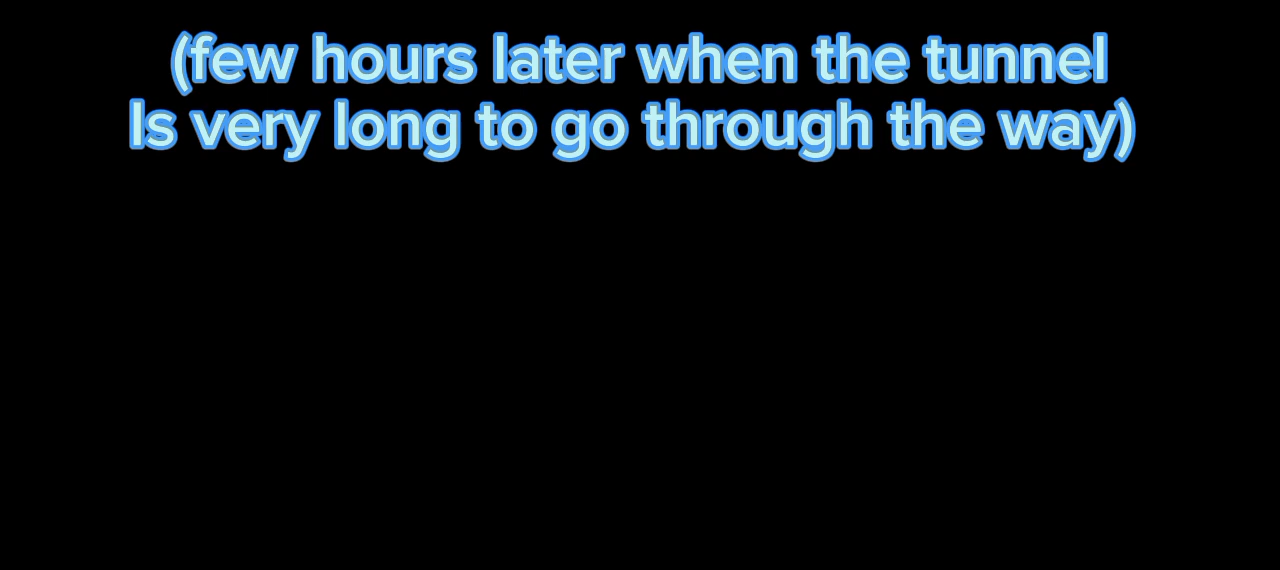 (few hours later when the tunnel
Is very long to go through the way)